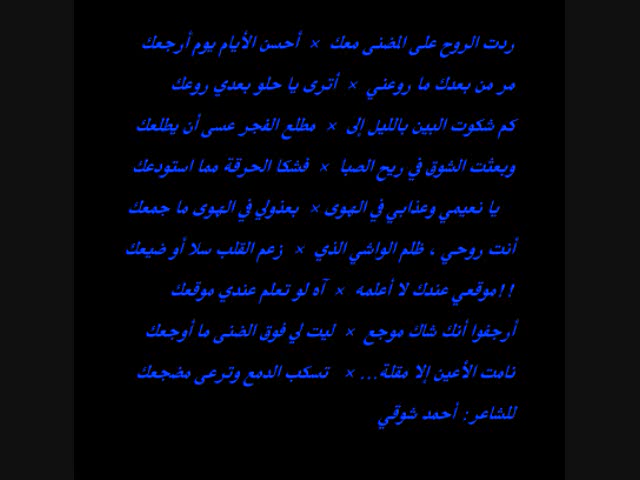 ردت الروح على المضنى معك × أحسن الأيام يوم أرجعك
مر من بعدك ما روعني × أترى يا حلو بعدي روعك
كم شكوت البين بالليل إلى × مطلع الفجر عسى أن يطلعك
وبعثت الشوق في ريح الصبا × فشكا الحرقة مما استودعك
يا نعيمي وعذابي في الهوى × بعذولي في الهوى ما جمعك
أنت روحي ، ظلم الواشي الذي × زعم القلب سلا أو ضيعك
!!موقعي عندك لا أعلمه × آه لو تعلم عندي موقعك
أرجفوا أنك شاك موجع × ليت لي فوق الضنى ما أوجعك
نامت الأعين إلا مقلة... × تسكب الدمع وترعى مضجعك
للشاعر: أحمد شوقي